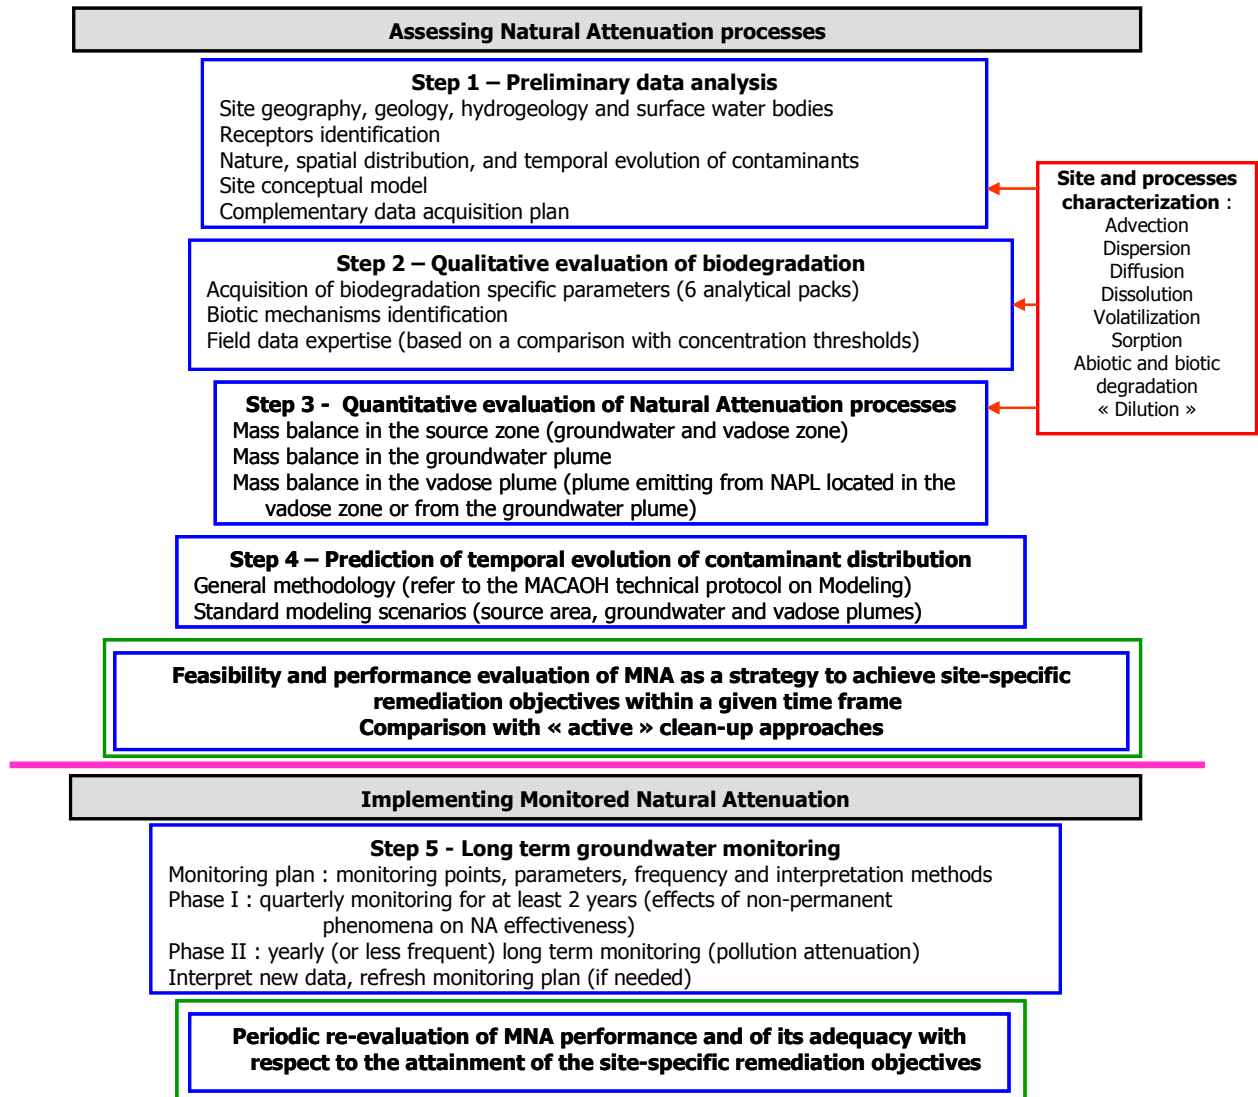 Assessing Natural Attenuation processes
Step 1 – Preliminary data analysis
Site geography, geology, hydrogeology and surface water bodies
Receptors identification
Nature, spatial distribution, and temporal evolution of contaminants
Site conceptual model
Complementary data acquisition plan
Site and processes
characterization :
Advection
Dispersion
Diffusion
Dissolution
Volatilization
Sorption
Abiotic and biotic
degradation
« Dilution »
Step 2 – Qualitative evaluation of biodegradation
Acquisition of biodegradation specific parameters (6 analytical packs)
Biotic mechanisms identification
Field data expertise (based on a comparison with concentration thresholds)
Step 3 - Quantitative evaluation of Natural Attenuation processes
Mass balance in the source zone (groundwater and vadose zone)
Mass balance in the groundwater plume
Mass balance in the vadose plume (plume emitting from NAPL located in the
vadose zone or from the groundwater plume)
Step 4 – Prediction of temporal evolution of contaminant distribution
General methodology (refer to the MACAOH technical protocol on Modeling)
Standard modeling scenarios (source area, groundwater and vadose plumes)
Feasibility and performance evaluation of MNA as a strategy to achieve site-specific
remediation objectives within a given time frame
Comparison with « active » clean-up approaches
Implementing Monitored Natural Attenuation
Step 5 - Long term groundwater monitoring
Monitoring plan : monitoring points, parameters, frequency and interpretation methods
Phase I : quarterly monitoring for at least 2 years (effects of non-permanent
phenomena on NA effectiveness)
Phase II : yearly (or less frequent) long term monitoring (pollution attenuation)
Interpret new data, refresh monitoring plan (if needed)
Periodic re-evaluation of MNA performance and of its adequacy with
respect to the attainment of the site-specific remediation objectives